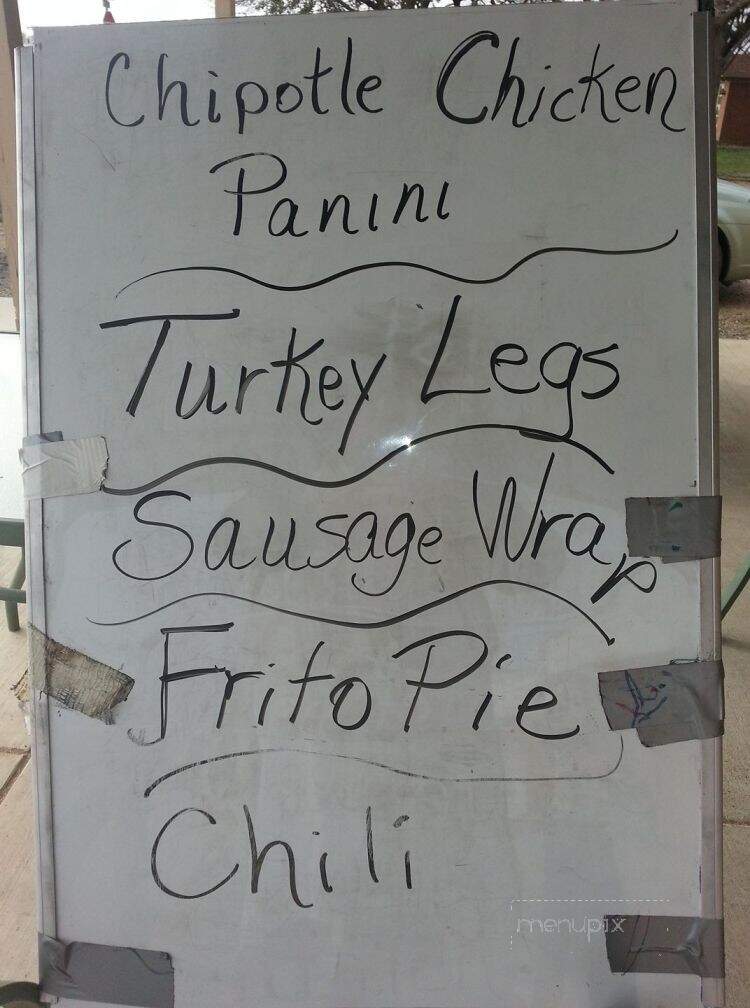 Chipotle Chicken
Panini
Turkey Legs
Sausage Wrap
Frito Pie
Chili
menupix